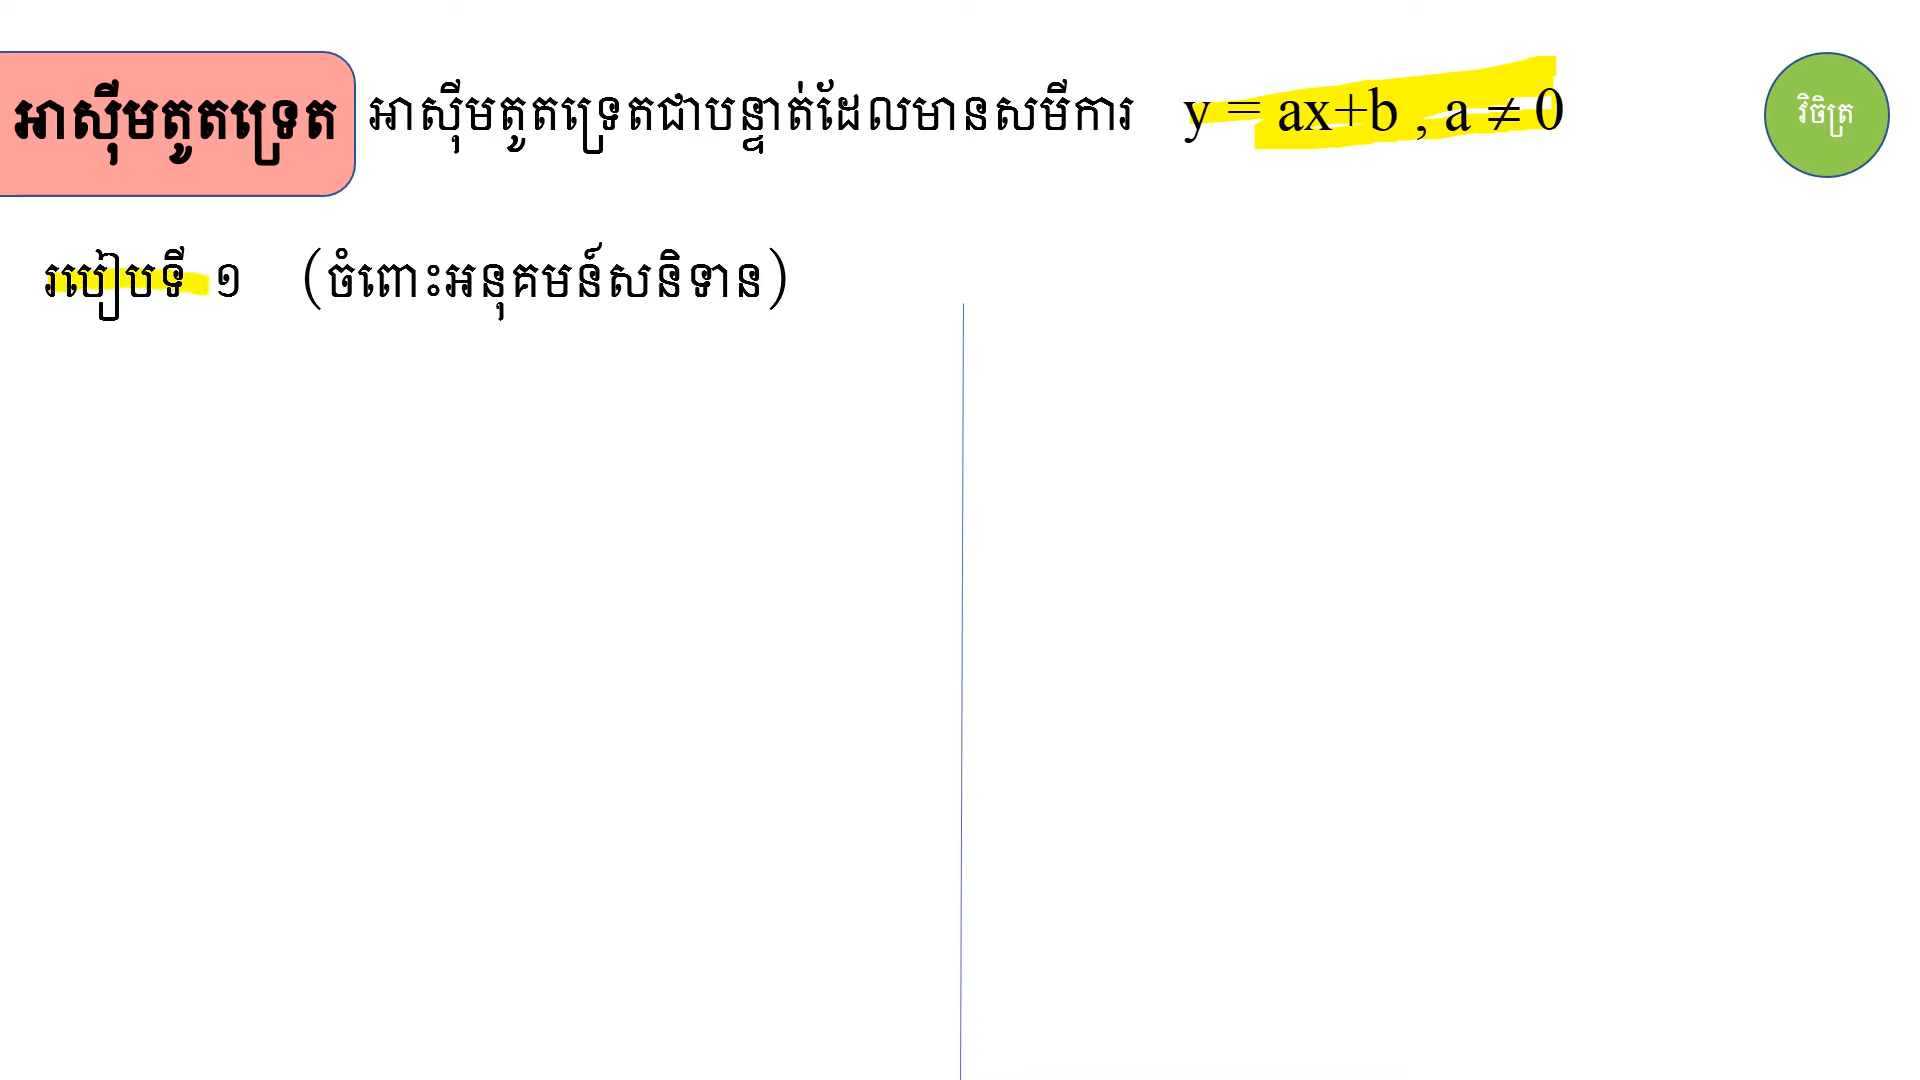 អាស៊ីមតូតទ្រេត
អាស៊ីមតូតទ្រេតជាបន្ទាត់ដែលមានសមីការ y = ax+b , a ≠ 0
វិចិត្រ
របៀបទី ១ (ចំពោះអនុគមន៍សនិទាន)